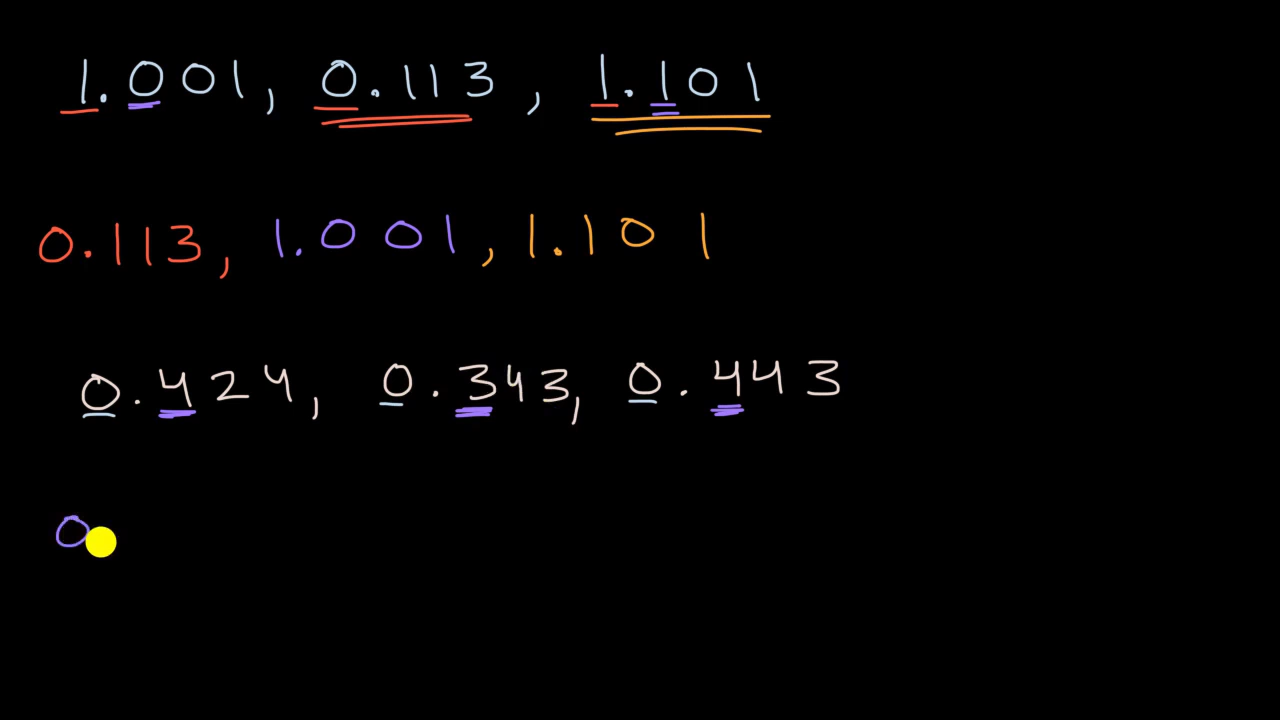 1.001, 0.113, 1.101
0.113, 1.001, 1.101
0.424, 0.343, 0.443
0